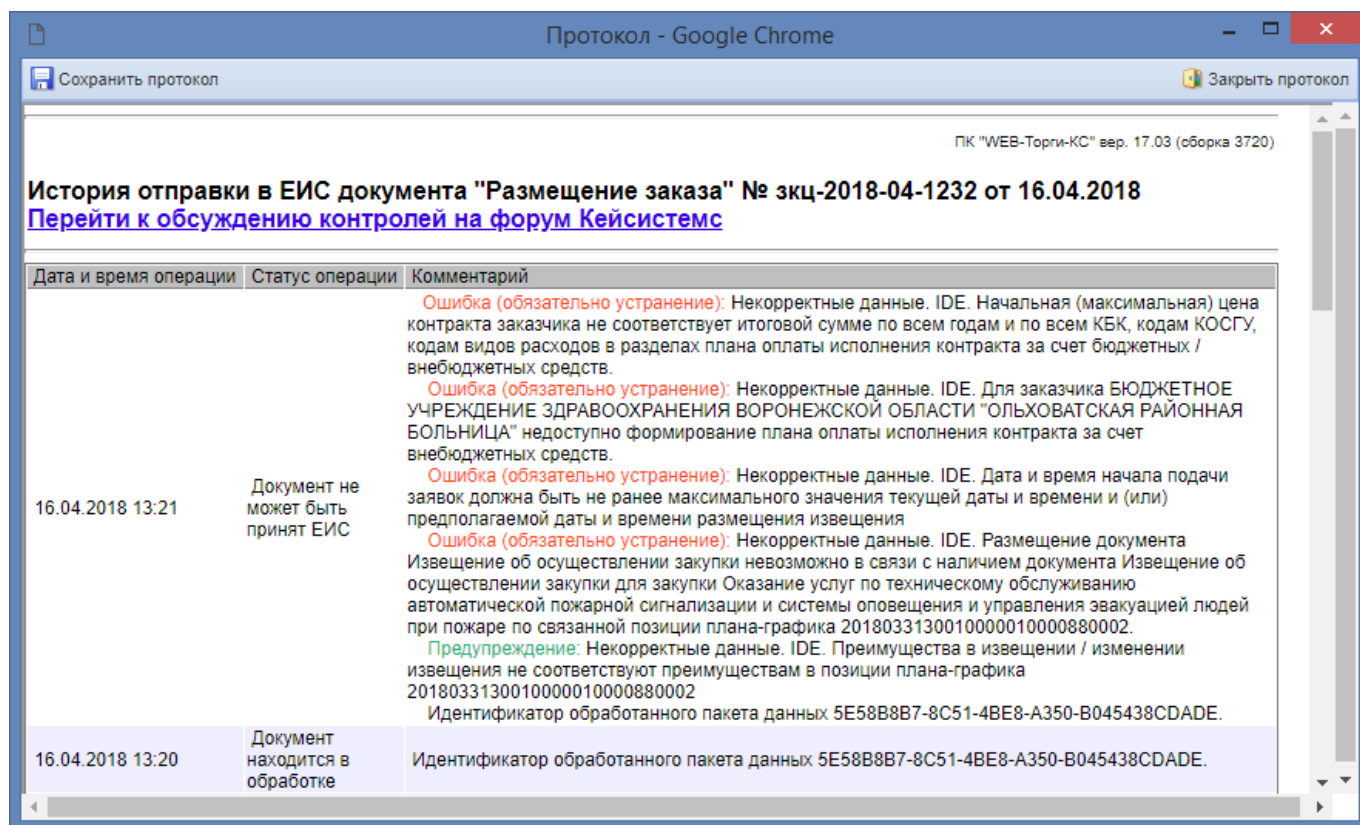 Протокол - Google Chrome
Сохранить протокол
Закрыть протокол
ПК "WEB-Торги-КС" вер. 17.03 (сборка 3720)
История отправки в ЕИС документа "Размещение заказа" № зкц-2018-04-1232 от 16.04.2018
Перейти к обсуждению контролей на форум Кейсистемс
Дата и время операции Статус операции Комментарий
16.04.2018 13:21
Документ не
может быть
принят ЕИС
Ошибка (обязательно устранение): Некорректные данные. IDE. Начальная (максимальная) цена
контракта заказчика не соответствует итоговой сумме по всем годам и по всем КБК, кодам КОСГУ,
кодам видов расходов в разделах плана оплаты исполнения контракта за счет бюджетных /
внебюджетных средств.
Ошибка (обязательно устранение): Некорректные данные. IDE. Для заказчика БЮДЖЕТНОЕ
УЧРЕЖДЕНИЕ ЗДРАВООХРАНЕНИЯ ВОРОНЕЖСКОЙ ОБЛАСТИ "ОЛЬХОВАТСКАЯ РАЙОННАЯ
БОЛЬНИЦА" недоступно формирование плана оплаты исполнения контракта за счет
внебюджетных средств.
Ошибка (обязательно устранение): Некорректные данные. IDE. Дата и время начала подачи
заявок должна быть не ранее максимального значения текущей даты и времени и (или)
предполагаемой даты и времени размещения извещения
Ошибка (обязательно устранение): Некорректные данные. IDE. Размещение документа
Извещение об осуществлении закупки невозможно в связи с наличием документа Извещение об
осуществлении закупки для закупки Оказание услуг по техническому обслуживанию
автоматической пожарной сигнализации и системы оповещения и управления эвакуацией людей
при пожаре по связанной позиции плана-графика 2018033130010000010000880002.
Предупреждение: Некорректные данные. IDE. Преимущества в извещении / изменении
извещения не соответствуют преимуществам в позиции плана-графика
2018033130010000010000880002
Идентификатор обработанного пакета данных 5E58B8B7-8C51-4BE8-A350-B045438CDADE.
16.04.2018 13:20
Документ
находится в
обработке
Идентификатор обработанного пакета данных 5E58B8B7-8C51-4BE8-A350-B045438CDADE.